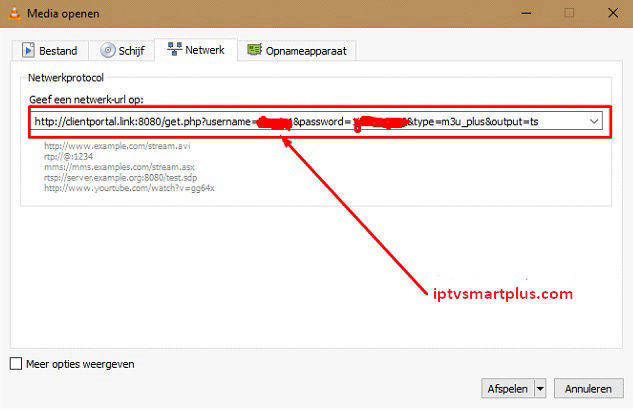 Media openen
Bestand Schijf Netwerk Opnameapparaat
Netwerkprotocol
Geef een netwerk-url op:
http://clientportal.link:8080/get.php?username= &password= &type=m3u_plus&output=ts
http://www.example.com/stream.avi
rtp://@:1234
mms://mms.examples.com/stream.asx
rtsp://server.example.org:8080/test.sdp
http://www.yourtube.com/watch?v=gg64x
iptvsmartplus.com
Meer opties weergeven
Afspelen Annuleren